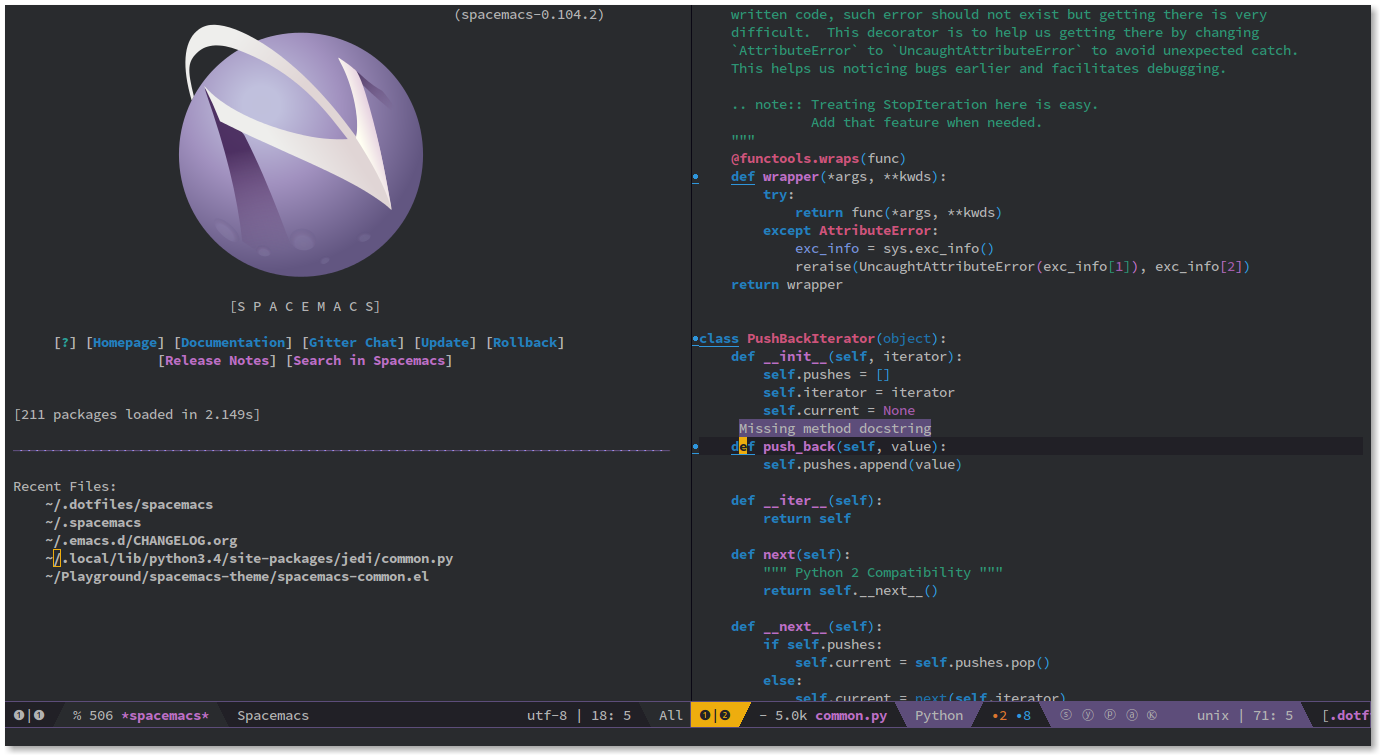 (spacemacs-0.104.2)
[S P A C E M A C S]
[?] [Homepage] [Documentation] [Gitter Chat] [Update] [Rollback]
[Release Notes] [Search in Spacemacs]
[211 packages loaded in 2.149s]
Recent Files:
~/.dotfiles/spacemacs
~/.spacemacs
~/.emacs.d/CHANGELOG.org
~/.local/lib/python3.4/site-packages/jedi/common.py
~/Playground/spacemacs-theme/spacemacs-common.el
❶|❶ % 506 *spacemacs* Spacemacs utf-8 | 18: 5 All
written code, such error should not exist but getting there is very
difficult.  This decorator is to help us getting there by changing
`AttributeError` to `UncaughtAttributeError` to avoid unexpected catch.
This helps us noticing bugs earlier and facilitates debugging.
.. note:: Treating StopIteration here is easy.
Add that feature when needed.
"""
@functools.wraps(func)
def wrapper(*args, **kwds):
try:
return func(*args, **kwds)
except AttributeError:
exc_info = sys.exc_info()
reraise(UncaughtAttributeError(exc_info[1]), exc_info[2])
return wrapper
class PushBackIterator(object):
def __init__(self, iterator):
self.pushes = []
self.iterator = iterator
self.current = None
Missing method docstring
def push_back(self, value):
self.pushes.append(value)
def __iter__(self):
return self
def next(self):
""" Python 2 Compatibility """
return self.__next__()
def __next__(self):
if self.pushes:
self.current = self.pushes.pop()
else:
self.current = next(self.iterator)
❶|❷ - 5.0k common.py Python •2 •8 ⓢ ⓨ ⓟ ⓐ Ⓚ unix | 71: 5 [.dotf